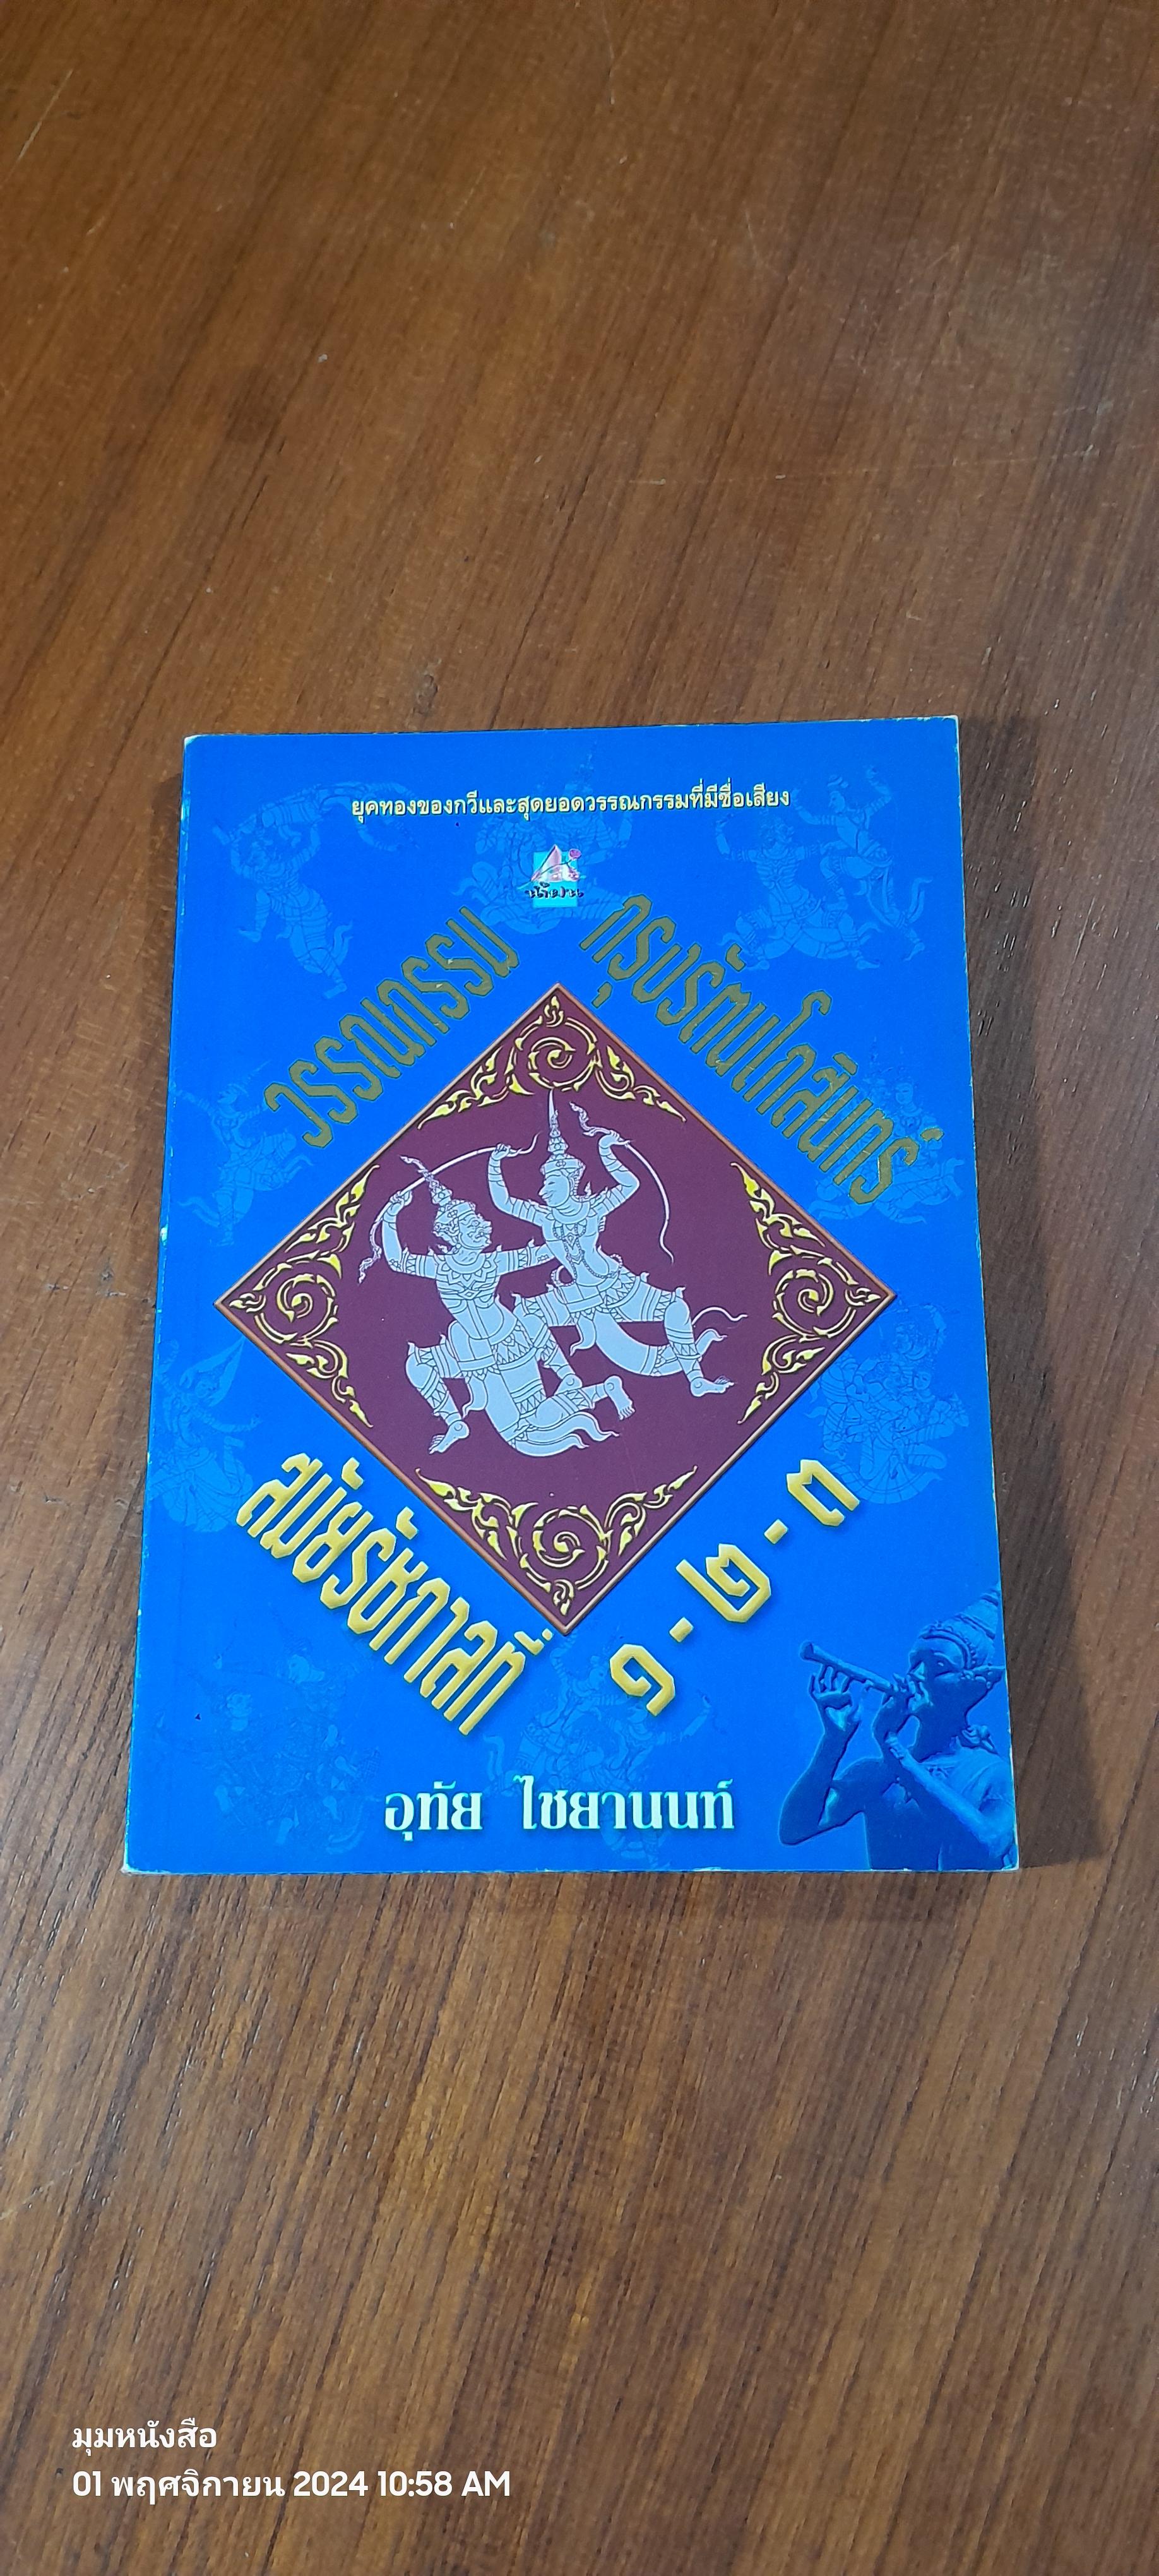 ยุคทองของกวีและสุดยอดวรรณกรรมที่มีชื่อเสียง
วรรณกรรม
กรุงรัตนโกสินทร์
สมัยรัชกาลที่
๑-๒-๓
อุทัย ไชยานนท์
มุมหนังสือ
01 พฤศจิกายน 2024 10:58 AM